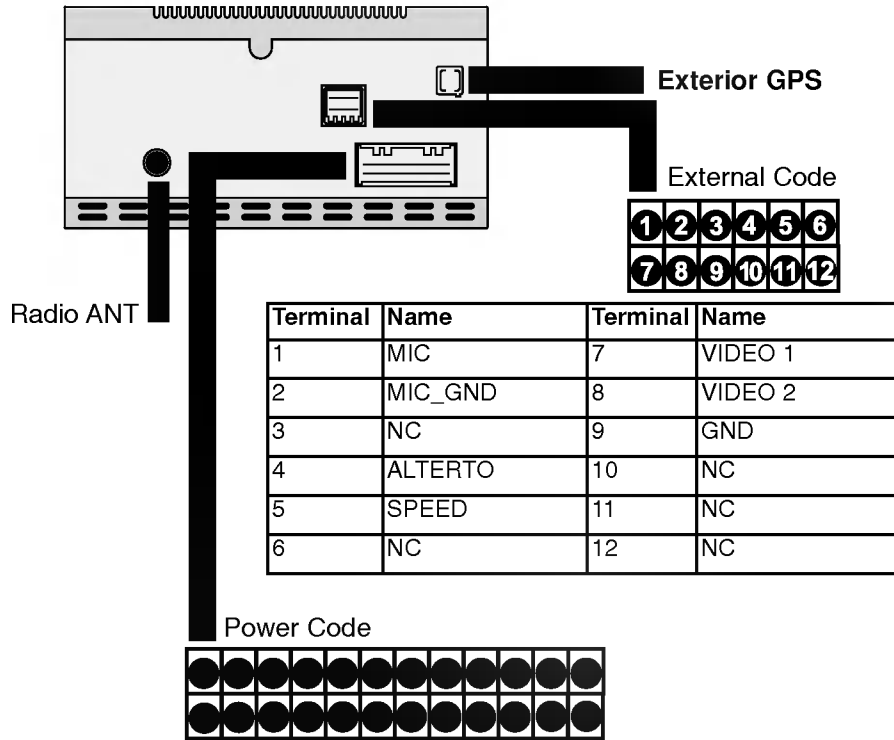 Exterior GPS
External Code
1 2 3 4 5 6
7 8 9 10 11 12
Radio ANT
Terminal Name Terminal Name
1 MIC 7 VIDEO 1
2 MIC_GND 8 VIDEO 2
3 NC 9 GND
4 ALTERTO 10 NC
5 SPEED 11 NC
6 NC 12 NC
Power Code